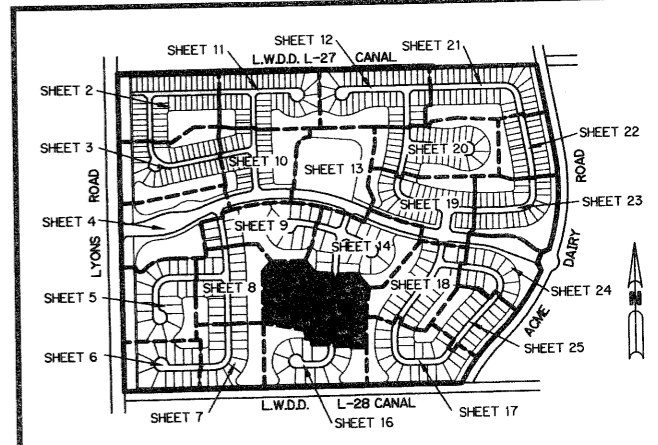 SHEET 12
SHEET 21
SHEET 11
L.W.D.D. L-27 CANAL
SHEET 2
SHEET 22
SHEET 3
SHEET 10
SHEET 20
SHEET 13
LYONS ROAD
ROAD
SHEET 19
SHEET 23
SHEET 4
SHEET 9
SHEET 14
DAIRY
SHEET 8
SHEET 18
SHEET 24
SHEET 5
ACME
SHEET 25
SHEET 6
SHEET 7
L.W.D.D. L-28 CANAL
SHEET 16
SHEET 17